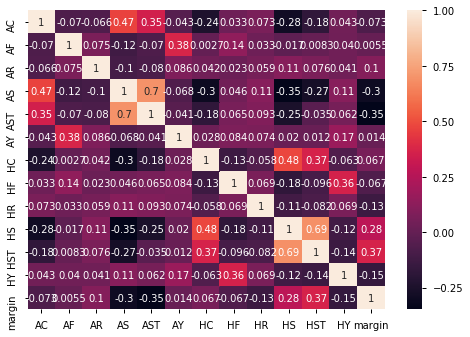 AC 1 -0.07 -0.066 0.47 0.35 -0.043 -0.24 0.033 0.073 -0.28 -0.18 0.043 -0.073
AF -0.07 1 0.075 -0.12 -0.07 0.38 0.0027 0.14 0.033 -0.017 0.0083 0.04 0.0055
AR -0.066 0.075 1 -0.1 -0.08 0.086 0.042 0.023 0.059 0.11 0.076 0.041 0.1
AS 0.47 -0.12 -0.1 1 0.7 -0.068 -0.3 0.046 0.11 -0.35 -0.27 0.11 -0.3
AST 0.35 -0.07 -0.08 0.7 1 -0.041 -0.18 0.065 0.093 -0.25 -0.035 0.062 -0.35
AY -0.043 0.38 0.086 -0.068 -0.041 1 0.028 0.084 0.074 0.02 0.012 0.17 0.014
HC -0.24 0.0027 0.042 -0.3 -0.18 0.028 1 -0.13 -0.058 0.48 0.37 -0.063 0.067
HF 0.033 0.14 0.023 0.046 0.065 0.084 -0.13 1 0.069 -0.18 -0.096 0.36 -0.067
HR 0.073 0.033 0.059 0.11 0.093 0.074 -0.058 0.069 1 -0.11 -0.082 0.069 -0.13
HS -0.28 -0.017 0.11 -0.35 -0.25 0.02 0.48 -0.18 -0.11 1 0.69 -0.12 0.28
HST -0.18 0.0083 0.076 -0.27 -0.035 0.012 0.37 -0.096 -0.082 0.69 1 -0.14 0.37
HY 0.043 0.04 0.041 0.11 0.062 0.17 -0.063 0.36 0.069 -0.12 -0.14 1 -0.15
margin -0.073 0.0055 0.1 -0.3 -0.35 0.014 0.067 -0.067 -0.13 0.28 0.37 -0.15 1
AC AF AR AS AST AY HC HF HR HS HST HY margin
1.00
0.75
0.50
0.25
0.00
-0.25